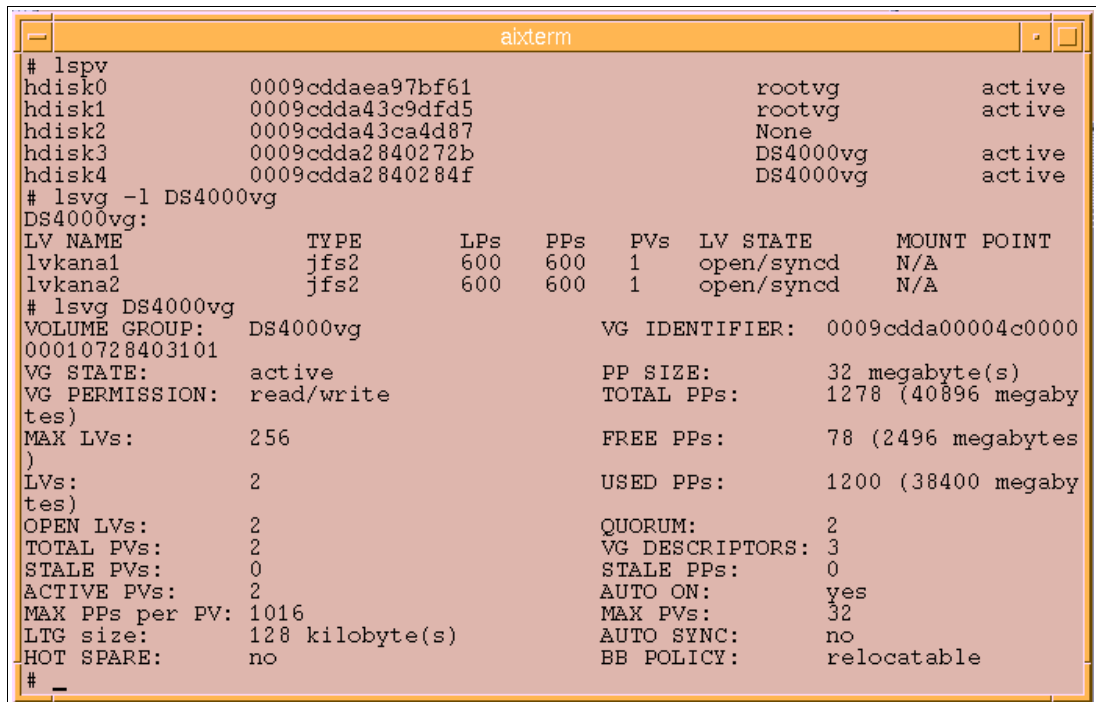 aixterm
# lspv
hdisk0 0009cddaea97bf61 rootvg active
hdisk1 0009cdda43c9dfd5 rootvg active
hdisk2 0009cdda43ca4d87 None
hdisk3 0009cdda2840272b DS4000vg active
hdisk4 0009cdda2840284f DS4000vg active
# lsvg -l DS4000vg
DS4000vg:
LV NAME TYPE LPs PPs PVs LV STATE MOUNT POINT
lvkana1 jfs2 600 600 1 open/syncd N/A
lvkana2 jfs2 600 600 1 open/syncd N/A
# lsvg DS4000vg
VOLUME GROUP: DS4000vg VG IDENTIFIER: 0009cdda00004c0000
00010728403101
VG STATE: active PP SIZE: 32 megabyte(s)
VG PERMISSION: read/write TOTAL PPs: 1278 (40896 megaby
tes)
MAX LVs: 256 FREE PPs: 78 (2496 megabytes
)
LVs: 2 USED PPs: 1200 (38400 megaby
tes)
OPEN LVs: 2 QUORUM: 2
TOTAL PVs: 2 VG DESCRIPTORS: 3
STALE PVs: 0 STALE PPs: 0
ACTIVE PVs: 2 AUTO ON: yes
MAX PPs per PV: 1016 MAX PVs: 32
LTG size: 128 kilobyte(s) AUTO SYNC: no
HOT SPARE: no BB POLICY: relocatable
# _